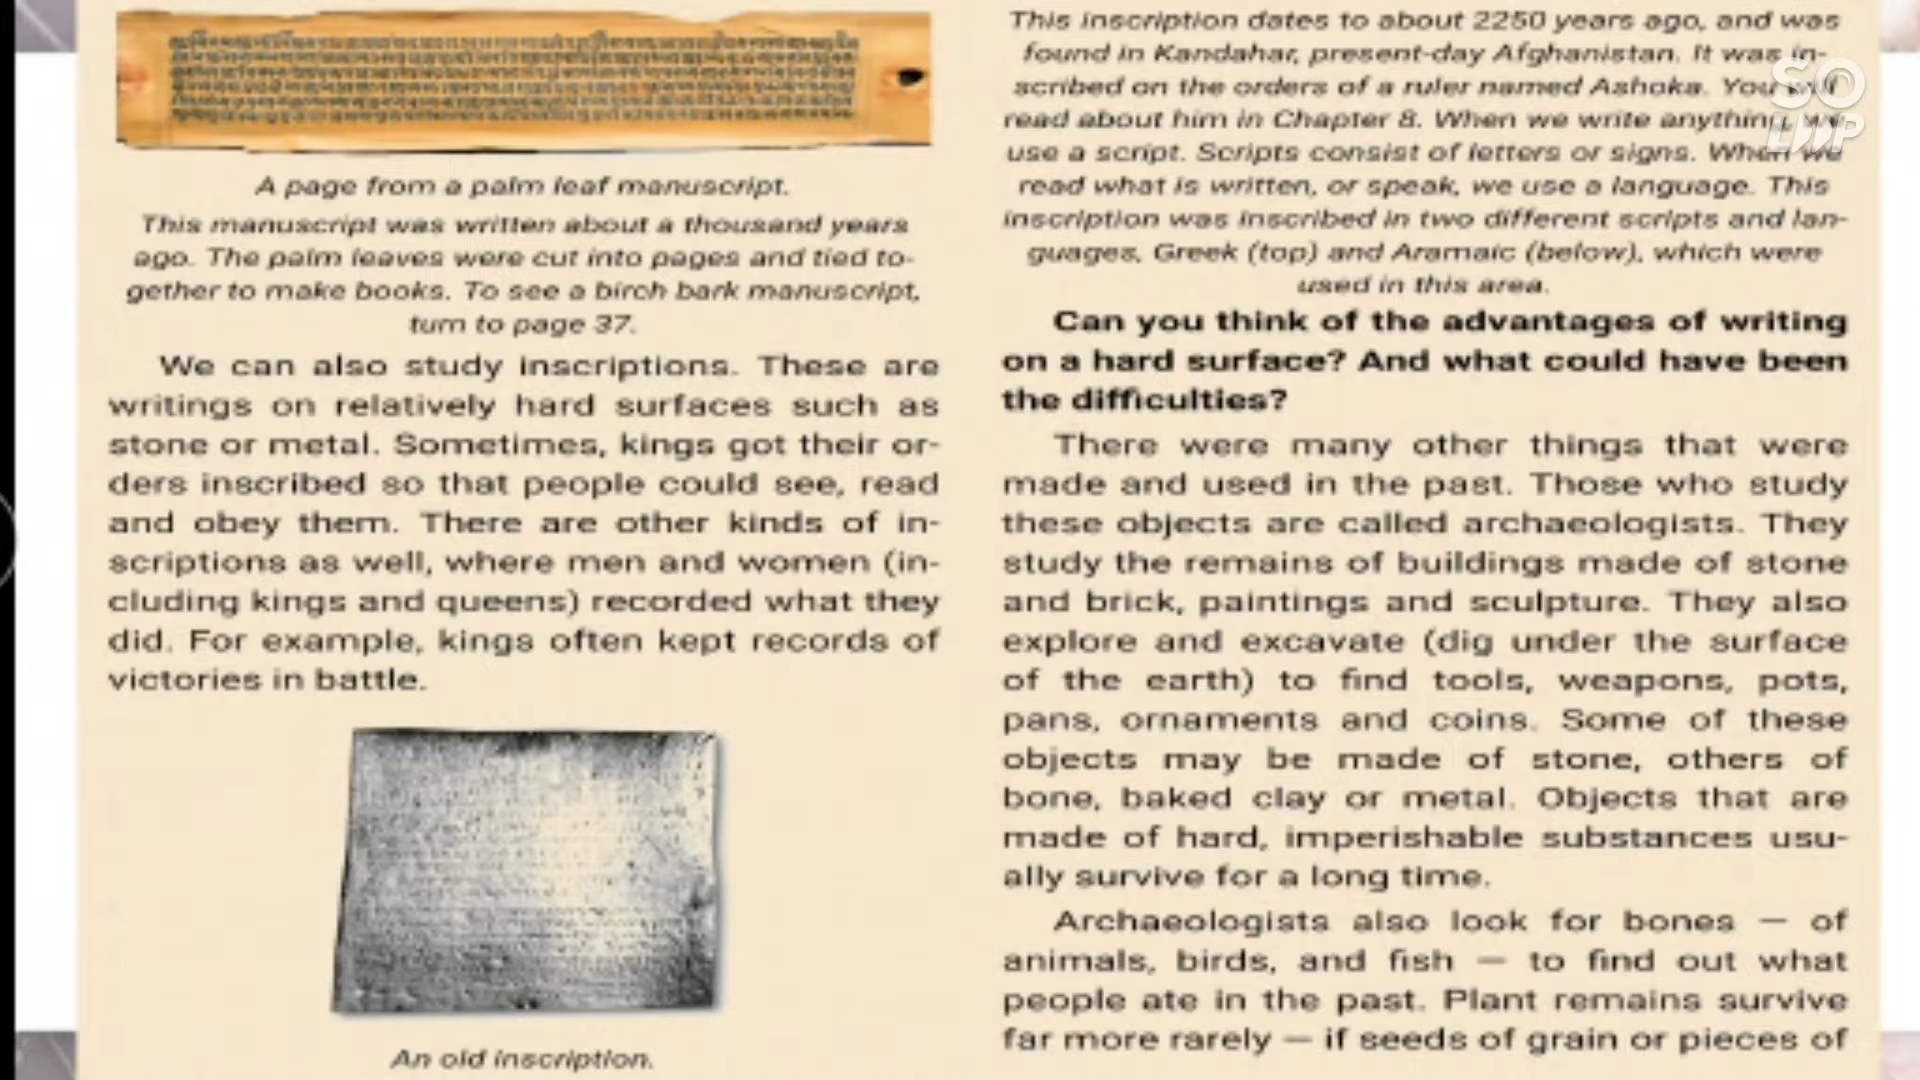 A page from a palm leaf manuscript.
This manuscript was written about a thousand years
ago. The palm leaves were cut into pages and tied to-
gether to make books. To see a birch bark manuscript,
turn to page 37.
We can also study inscriptions. These are
writings on relatively hard surfaces such as
stone or metal. Sometimes, kings got their or-
ders inscribed so that people could see, read
and obey them. There are other kinds of in-
scriptions as well, where men and women (in-
cluding kings and queens) recorded what they
did. For example, kings often kept records of
victories in battle.
An old inscription.
This inscription dates to about 2250 years ago, and was
found in Kandahar, present-day Afghanistan. It was in-
scribed on the orders of a ruler named Ashoka. You will
read about him in Chapter 8. When we write anything, we
use a script. Scripts consist of letters or signs. When we
read what is written, or speak, we use a language. This
inscription was inscribed in two different scripts and lan-
guages, Greek (top) and Aramaic (below), which were
used in this area.
Can you think of the advantages of writing
on a hard surface? And what could have been
the difficulties?
There were many other things that were
made and used in the past. Those who study
these objects are called archaeologists. They
study the remains of buildings made of stone
and brick, paintings and sculpture. They also
explore and excavate (dig under the surface
of the earth) to find tools, weapons, pots,
pans, ornaments and coins. Some of these
objects may be made of stone, others of
bone, baked clay or metal. Objects that are
made of hard, imperishable substances usu-
ally survive for a long time.
Archaeologists also look for bones — of
animals, birds, and fish — to find out what
people ate in the past. Plant remains survive
far more rarely — if seeds of grain or pieces of